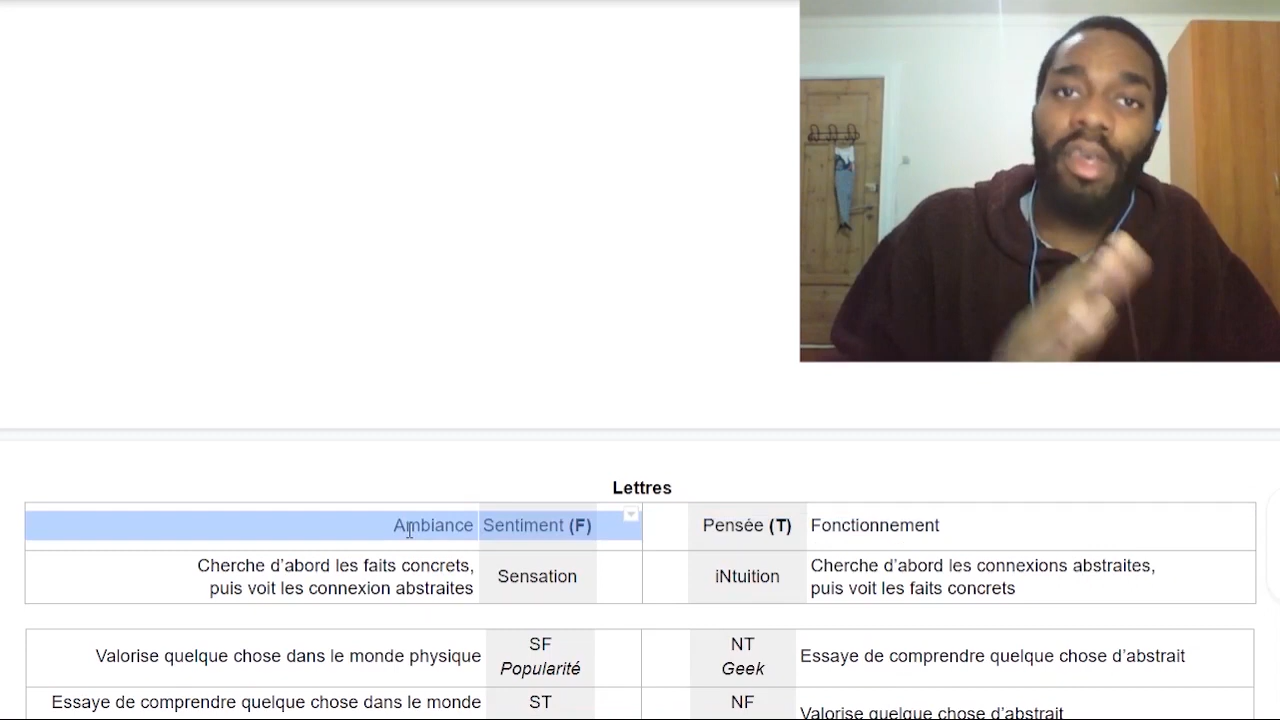 Lettres
Ambiance Sentiment (F) Pensée (T) Fonctionnement
Cherche d'abord les faits concrets,
puis voit les connexion abstraites
Sensation
iNtuition
Cherche d'abord les connexions abstraites,
puis voit les faits concrets
Valorise quelque chose dans le monde physique
SF
Popularité
NT
Geek
Essaye de comprendre quelque chose d'abstrait
Essaye de comprendre quelque chose dans le monde
ST
NF
Valorise quelque chose d'abstrait